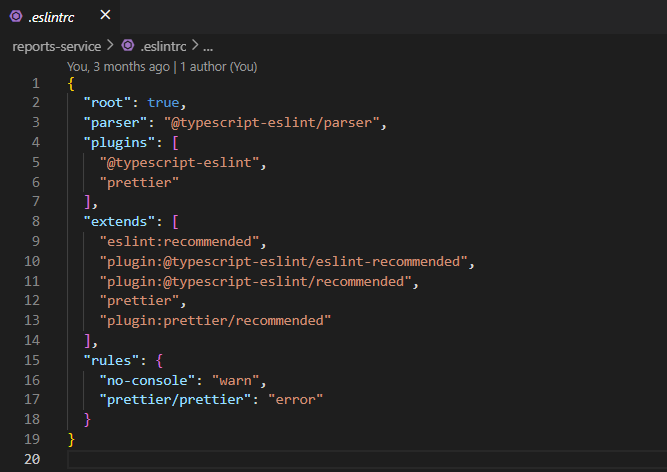 .eslintrc ×
reports-service > .eslintrc > ...
You, 3 months ago | 1 author (You)
1 {
2   "root": true,
3   "parser": "@typescript-eslint/parser",
4   "plugins": [
5     "@typescript-eslint",
6     "prettier"
7   ],
8   "extends": [
9     "eslint:recommended",
10     "plugin:@typescript-eslint/eslint-recommended",
11     "plugin:@typescript-eslint/recommended",
12     "prettier",
13     "plugin:prettier/recommended"
14   ],
15   "rules": {
16     "no-console": "warn",
17     "prettier/prettier": "error"
18   }
19 }
20